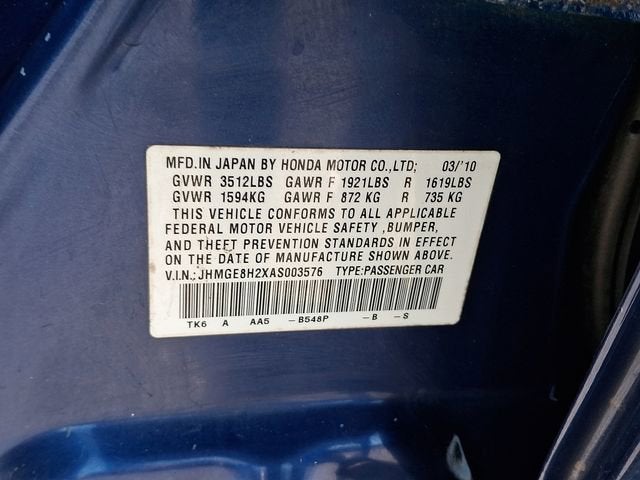 MFD.IN JAPAN BY HONDA MOTOR CO.,LTD; 03/'10
GVWR 3512LBS GAWR F 1921LBS R 1619LBS
GVWR 1594KG GAWR F 872 KG R 735 KG
THIS VEHICLE CONFORMS TO ALL APPLICABLE
FEDERAL MOTOR VEHICLE SAFETY ,BUMPER,
AND THEFT PREVENTION STANDARDS IN EFFECT
ON THE DATE OF MANUFACTURE SHOWN ABOVE.
V.I.N.; JHMGE8H2XAS003576 TYPE:PASSENGER CAR
TK6 A AA5 -B548P -B -S